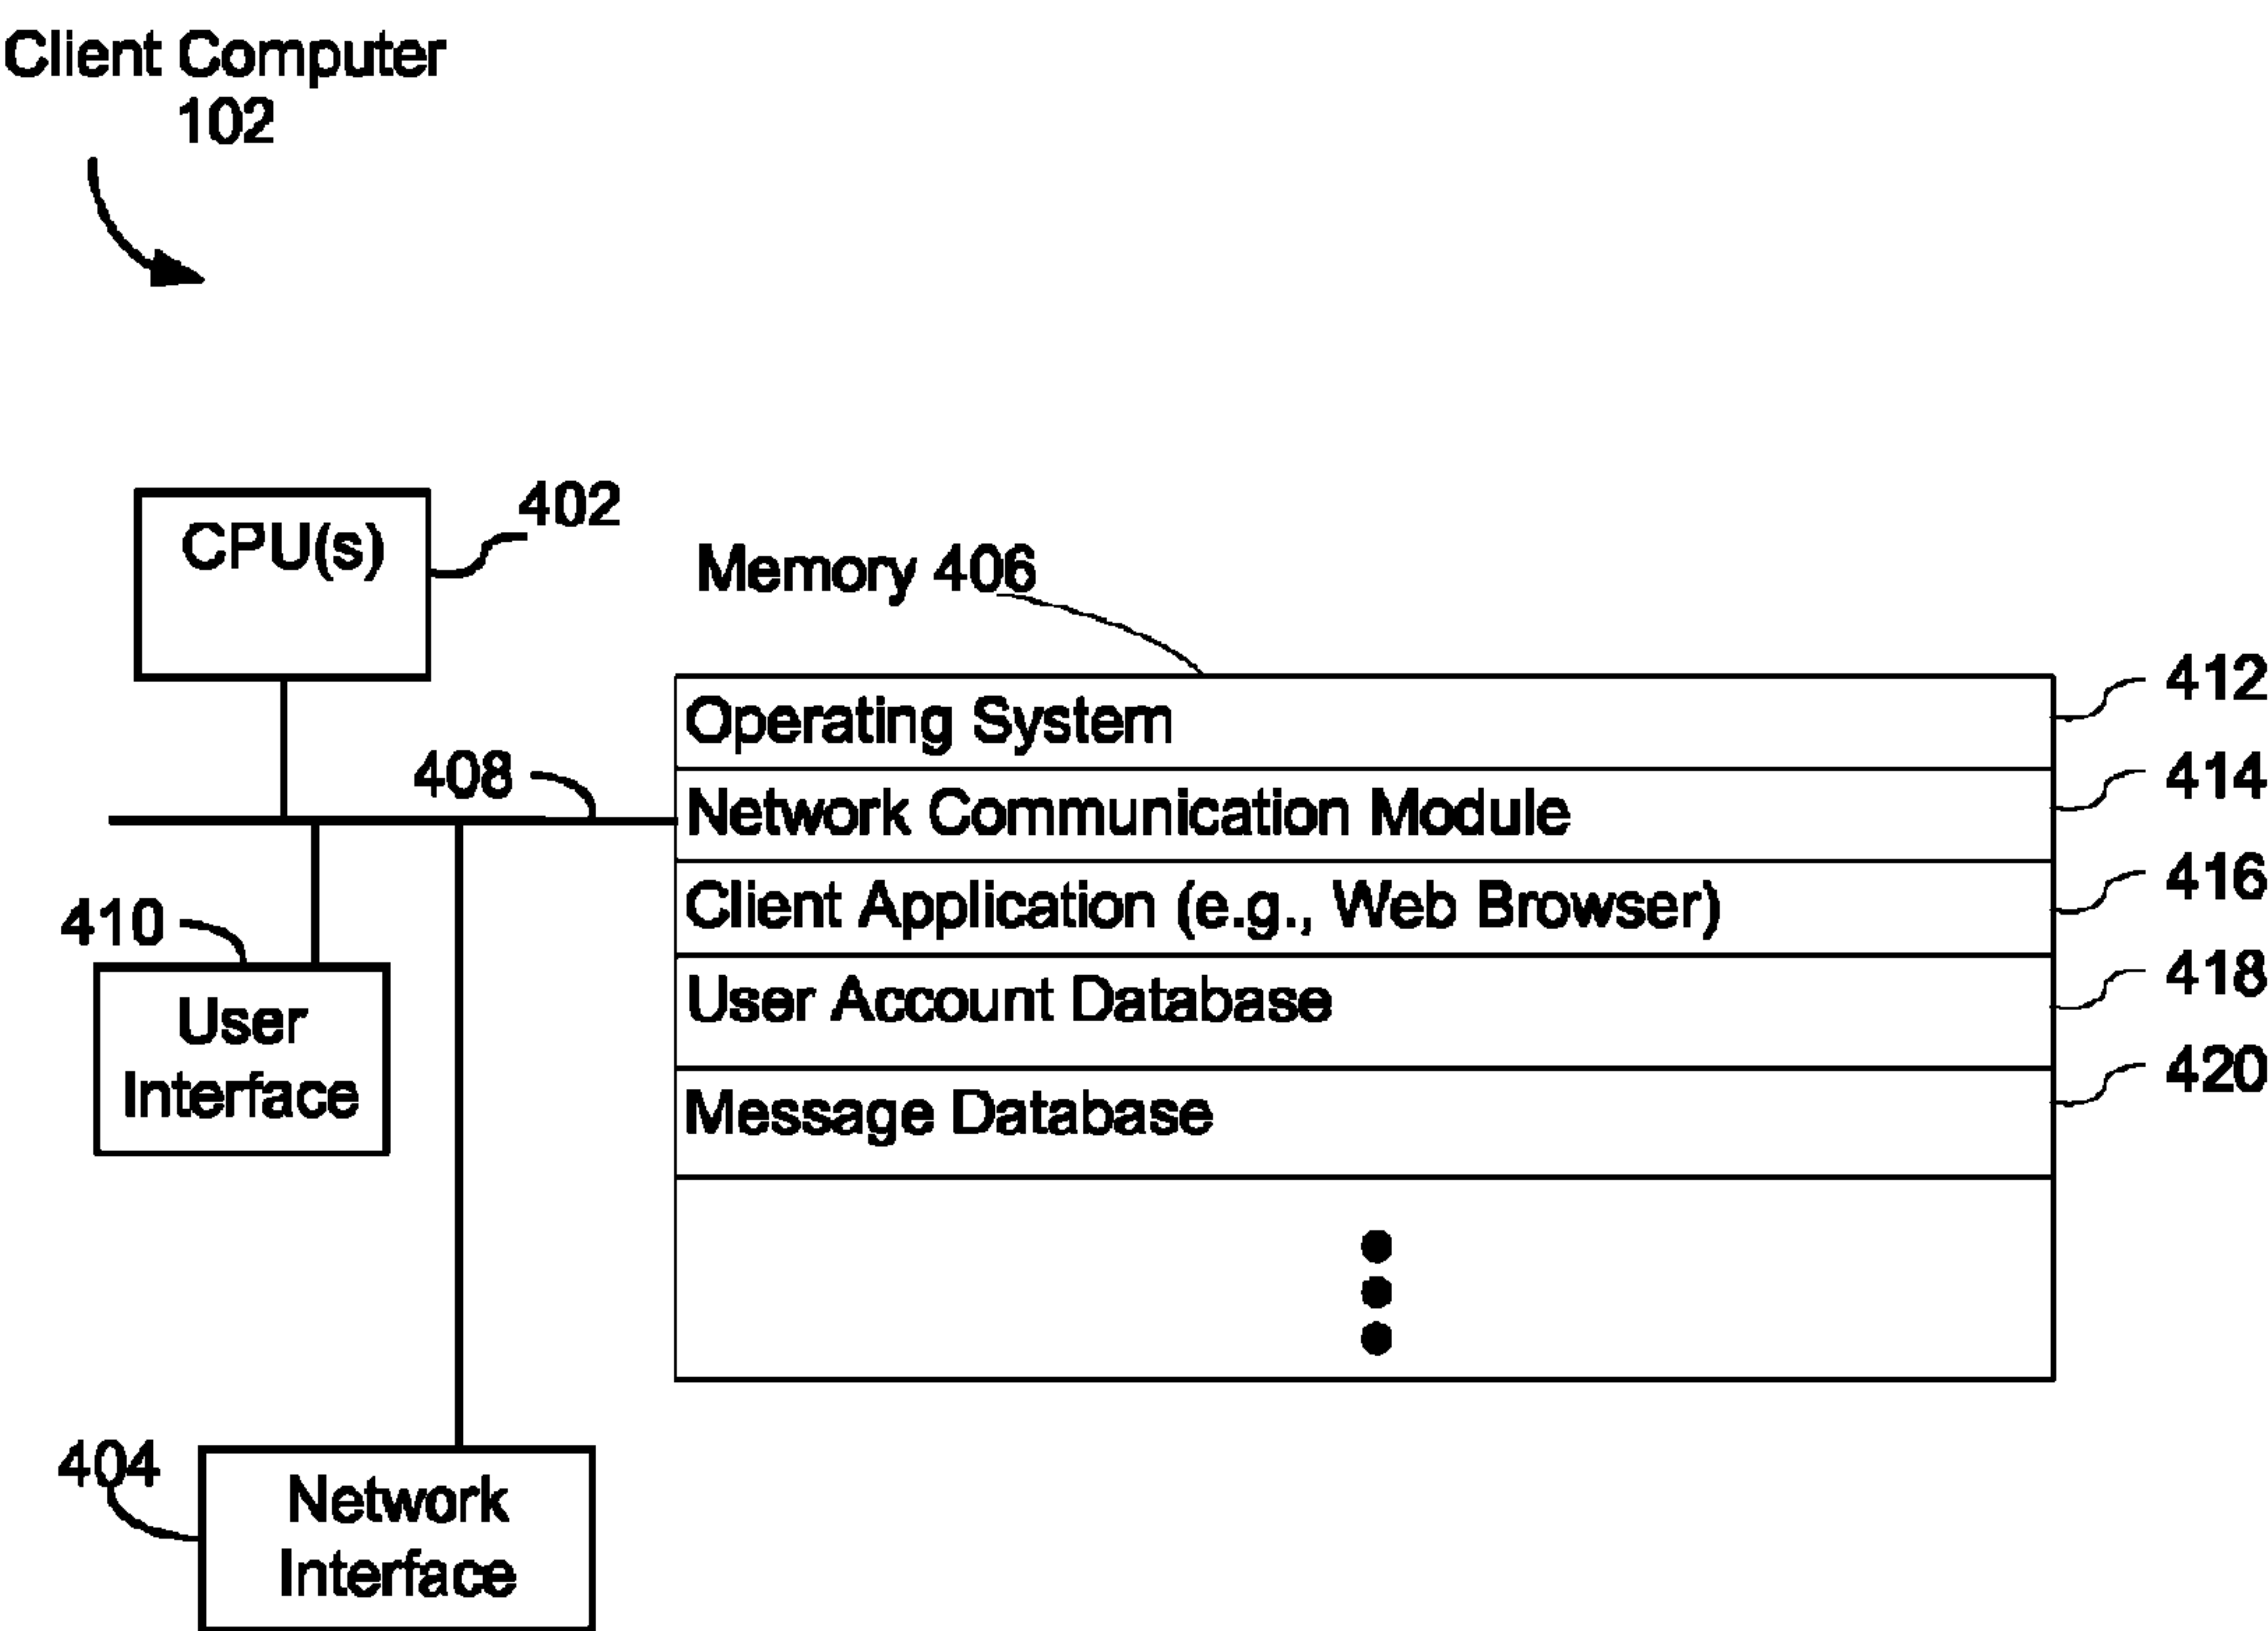 Client Computer
102
CPU(s)
402
Memory 406
Operating System
412
408
Network Communication Module
414
Client Application (e.g., Web Browser)
416
410
User
Interface
User Account Database
418
Message Database
420
404
Network
Interface